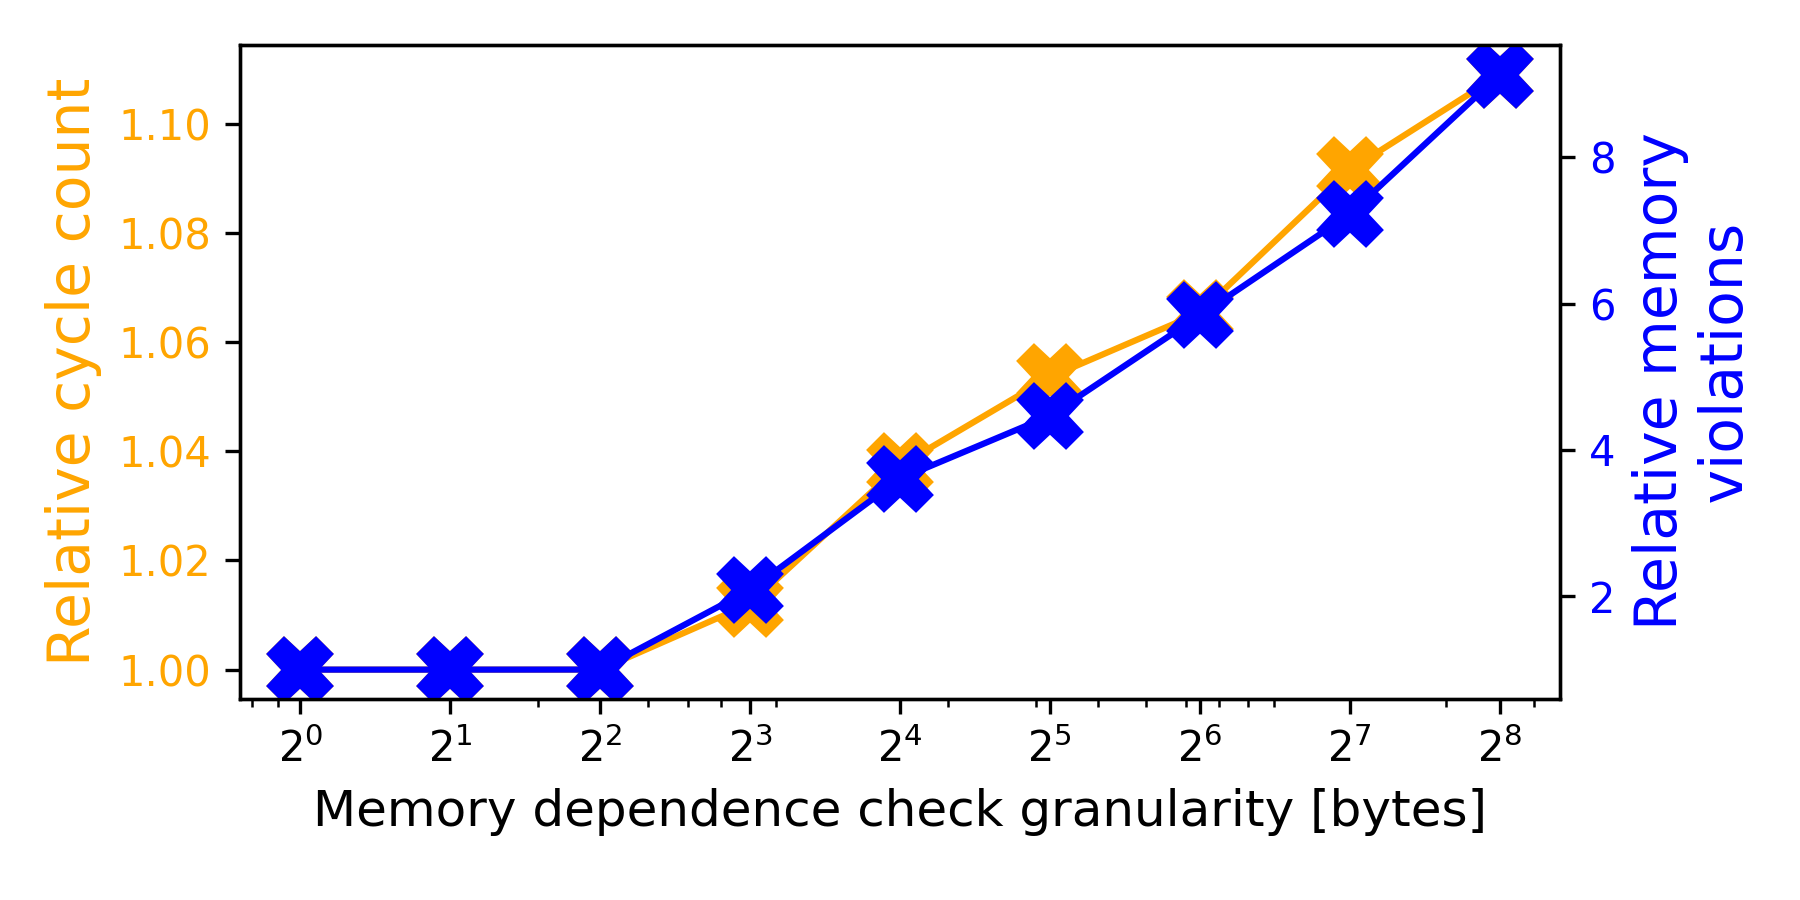 Relative cycle count
1.10
1.08
1.06
1.04
1.02
1.00
8
6
4
2
Relative memory
violations
2⁰ 2¹ 2² 2³ 2⁴ 2⁵ 2⁶ 2⁷ 2⁸
Memory dependence check granularity [bytes]